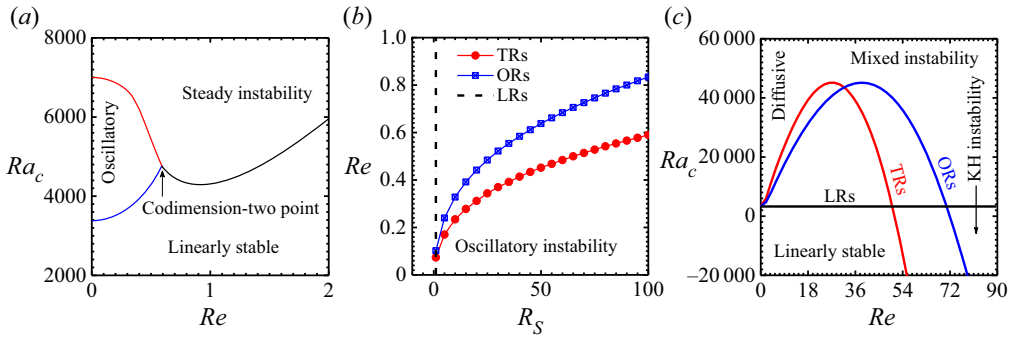 (a)
8000
6000
4000
2000
Ra_c
0
1
2
Re
Oscillatory
Steady instability
Codimension-two point
Linearly stable
(b)
1.0
0.8
0.6
0.4
0.2
0
Re
0
50
100
R_S
TRs
ORs
LRs
Oscillatory instability
(c)
60 000
40 000
20 000
0
–20 000
Ra_c
0
18
36
54
72
90
Re
Diffusive
Mixed instability
KH instability
TRs
ORs
LRs
Linearly stable